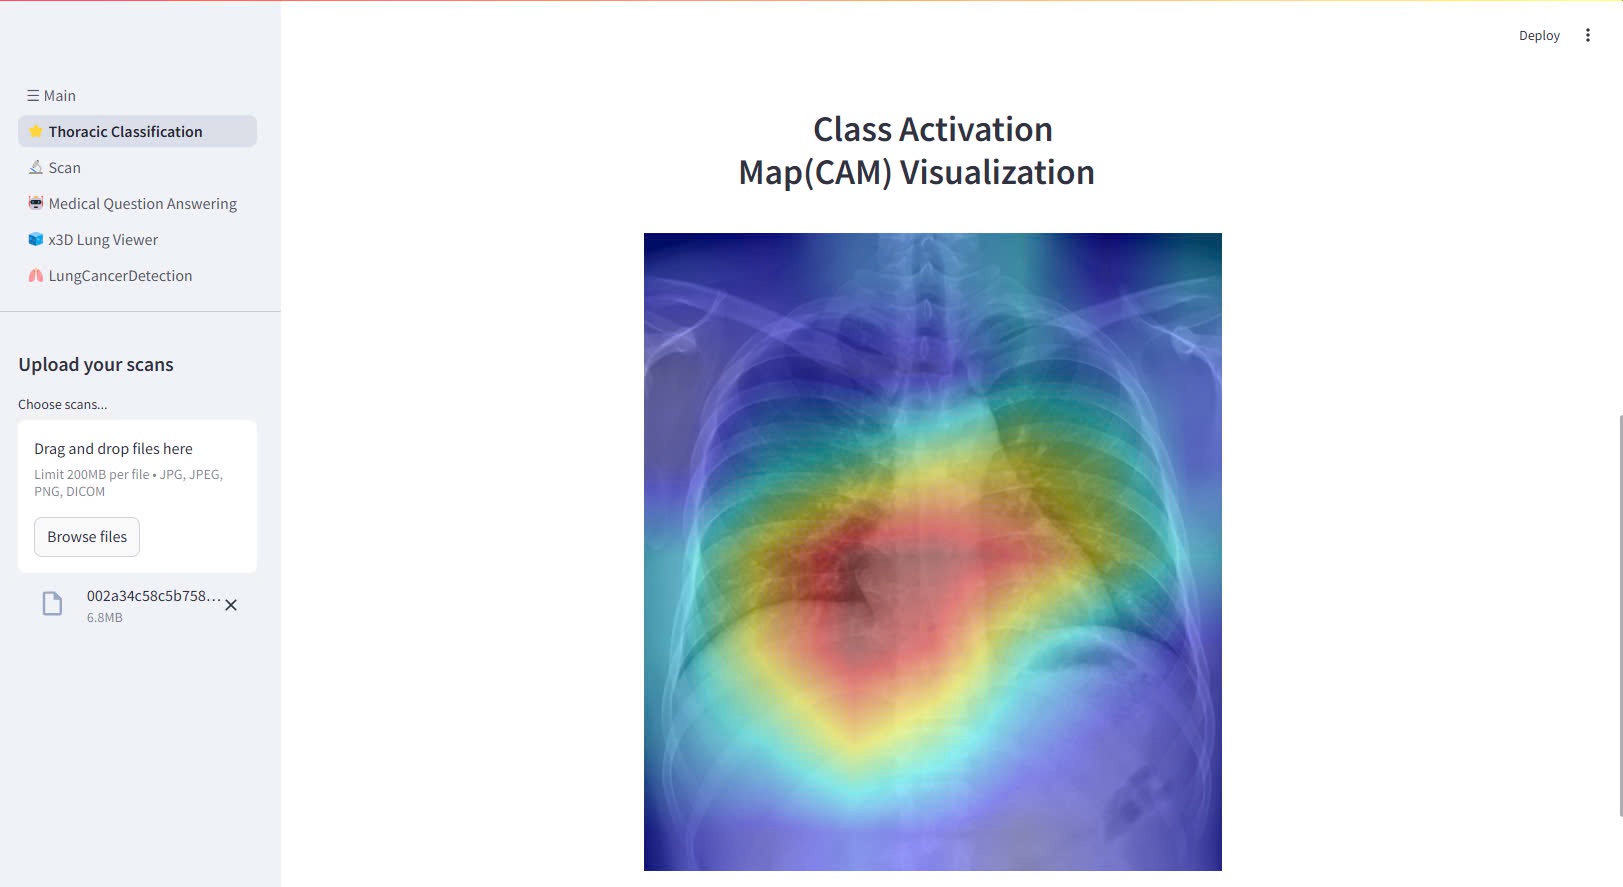 Deploy
☰ Main
Thoracic Classification
Scan
Medical Question Answering
x3D Lung Viewer
LungCancerDetection
Upload your scans
Choose scans...
Drag and drop files here
Limit 200MB per file • JPG, JPEG,
PNG, DICOM
Browse files
002a34c58c5b758...
6.8MB
Class Activation
Map(CAM) Visualization